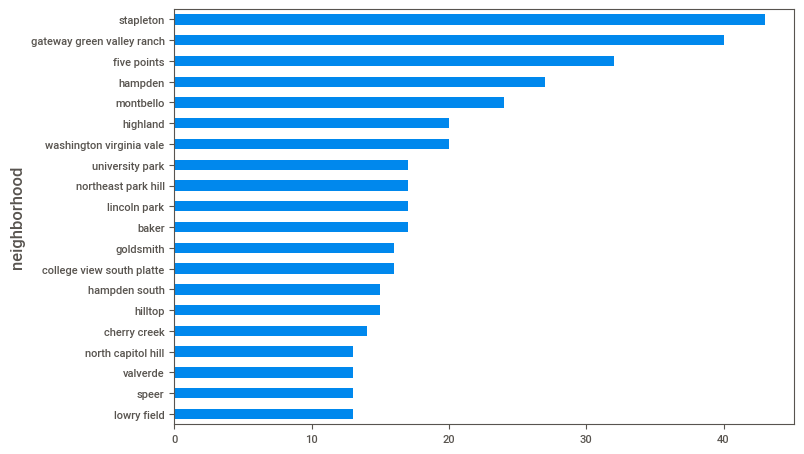 neighborhood
stapleton
gateway green valley ranch
five points
hampden
montbello
highland
washington virginia vale
university park
northeast park hill
lincoln park
baker
goldsmith
college view south platte
hampden south
hilltop
cherry creek
north capitol hill
valverde
speer
lowry field
0 10 20 30 40